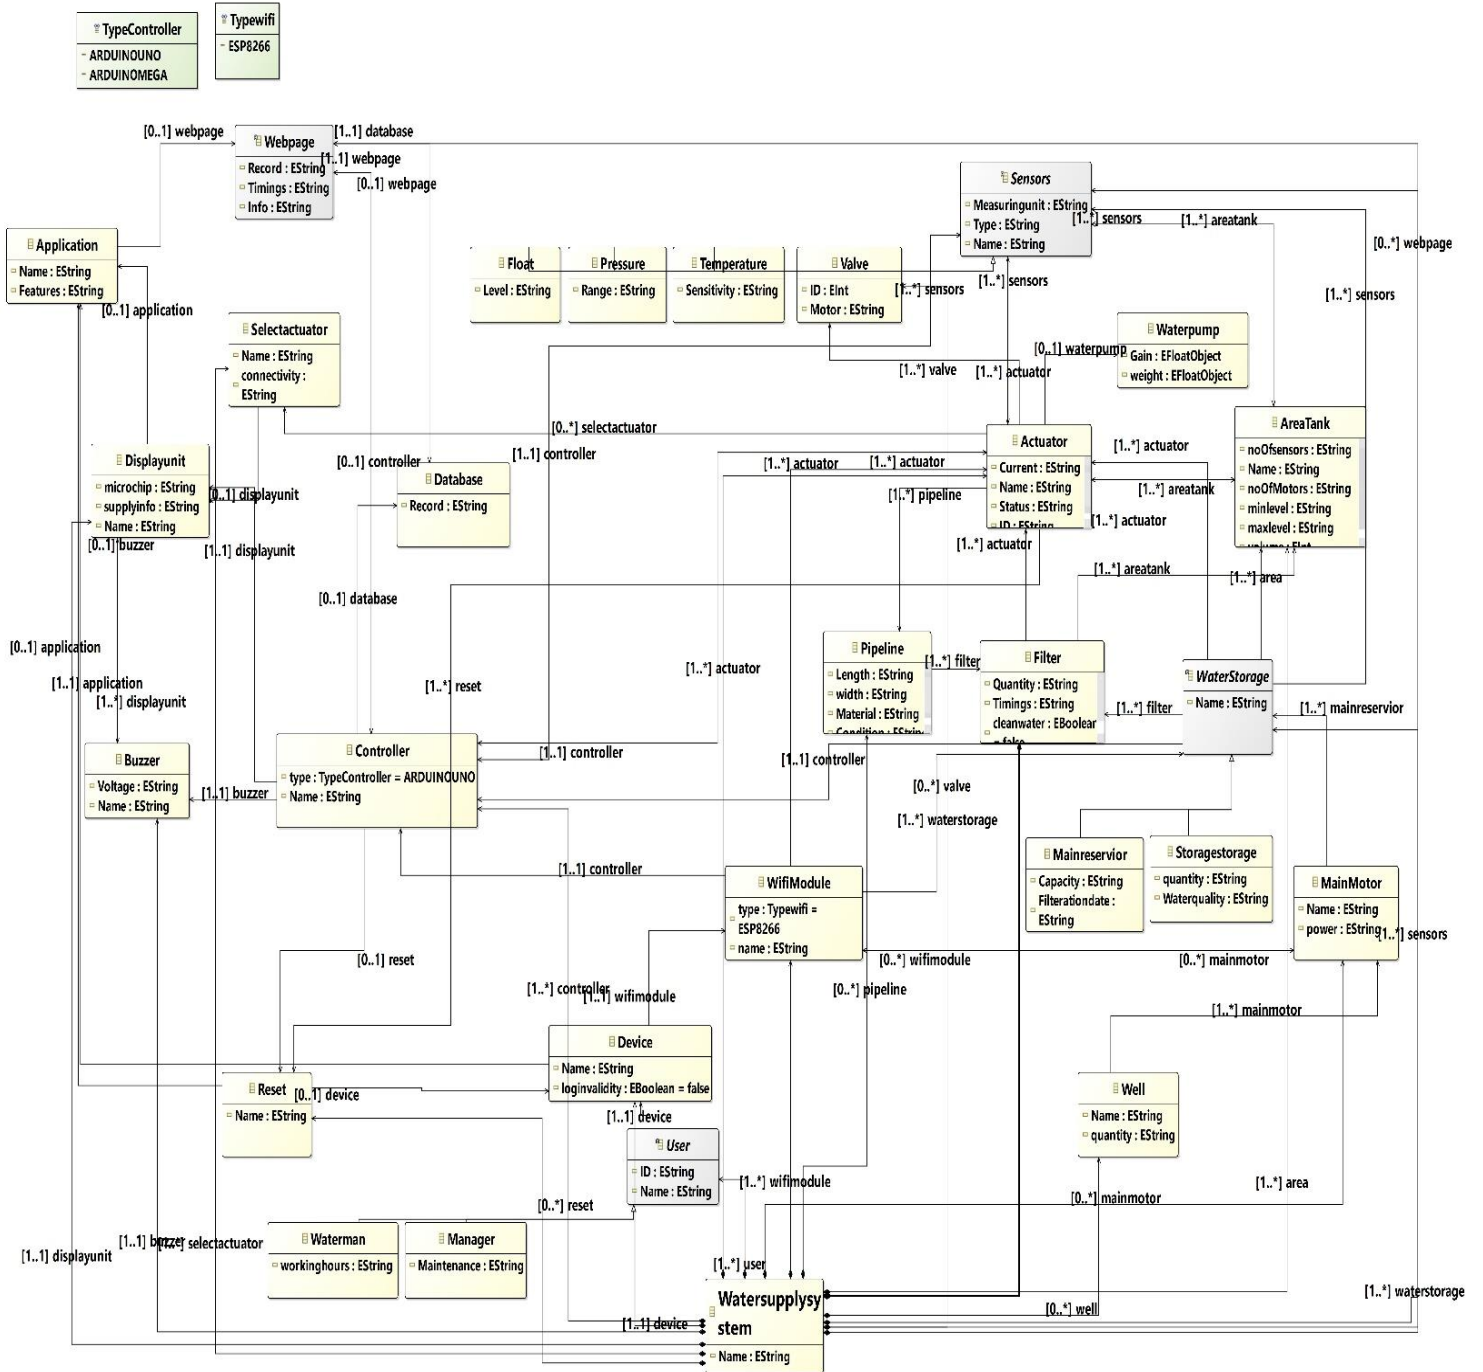 TypeController
ARDUINOUNO
ARDUINOMEGA
Typewifi
ESP8266
[0..1] webpage
Webpage
Record : EString
Timings : EString
Info : EString
[1..1] database
[1..1] webpage
[0..1] webpage
Sensors
Measuringunit : EString
Type : EString
Name : EString
[1..*] sensors
[1..*] areatank
[0..*] webpage
Application
Name : EString
Features : EString
[0..1] application
Float
Level : EString
Pressure
Range : EString
Temperature
Sensitivity : EString
Valve
ID : EInt
Motor : EString
[1..*] sensors
[1..*] sensors
[1..*] sensors
Selectactuator
Name : EString
connectivity :
EString
Waterpump
Gain : EFloatObject
weight : EFloatObject
[0..1] waterpump
[1..*] valve
[1..*] actuator
[0..*] selectactuator
Actuator
Current : EString
Name : EString
Status : EString
ID : EString
AreaTank
noOfsensors : EString
Name : EString
noOfMotors : EString
minlevel : EString
maxlevel : EString
volume : EInt
[1..*] actuator
Displayunit
microchip : EString
supplyinfo : EString
Name : EString
[0..1] controller
[1..1] controller
Database
Record : EString
[1..*] actuator
[1..*] actuator
[1..*] pipeline
[1..*] areatank
[0..1] displayunit
[1..*] actuator
[0..1] buzzer
[1..1] displayunit
[1..*] actuator
[1..*] areatank
[1..*] area
[0..1] database
[0..1] application
[1..1] application
[1..*] displayunit
[1..*] reset
[1..*] actuator
Pipeline
Length : EString
width : EString
Material : EString
Condition : EString
[1..*] filter
Filter
Quantity : EString
Timings : EString
cleanwater : EBoolean
= false
WaterStorage
Name : EString
[1..*] filter
[1..*] mainreservior
Buzzer
Voltage : EString
Name : EString
[1..1] buzzer
Controller
type : TypeController = ARDUINOUNO
Name : EString
[1..1] controller
[1..1] controller
[0..*] valve
[1..*] waterstorage
Mainreservior
Capacity : EString
Filterationdate :
EString
Storagestorage
quantity : EString
Waterquality : EString
[1..1] controller
WifiModule
type : Typewifi =
ESP8266
name : EString
MainMotor
Name : EString
power : EString
[1..*] sensors
[0..1] reset
[0..*] wifimodule
[0..*] mainmotor
[1..*] controller
[1..1] wifimodule
[0..*] pipeline
[1..*] mainmotor
Device
Name : EString
loginvalidity : EBoolean = false
Reset
Name : EString
[0..1] device
[1..1] device
Well
Name : EString
quantity : EString
User
ID : EString
Name : EString
[1..*] wifimodule
[1..*] area
[0..*] reset
[0..*] mainmotor
Waterman
workinghours : EString
Manager
Maintenance : EString
[1..1] displayunit
[1..1] buzzer
selectactuator
[1..*] user
Watersupplysy
stem
Name : EString
[1..1] device
[0..*] well
[1..*] waterstorage